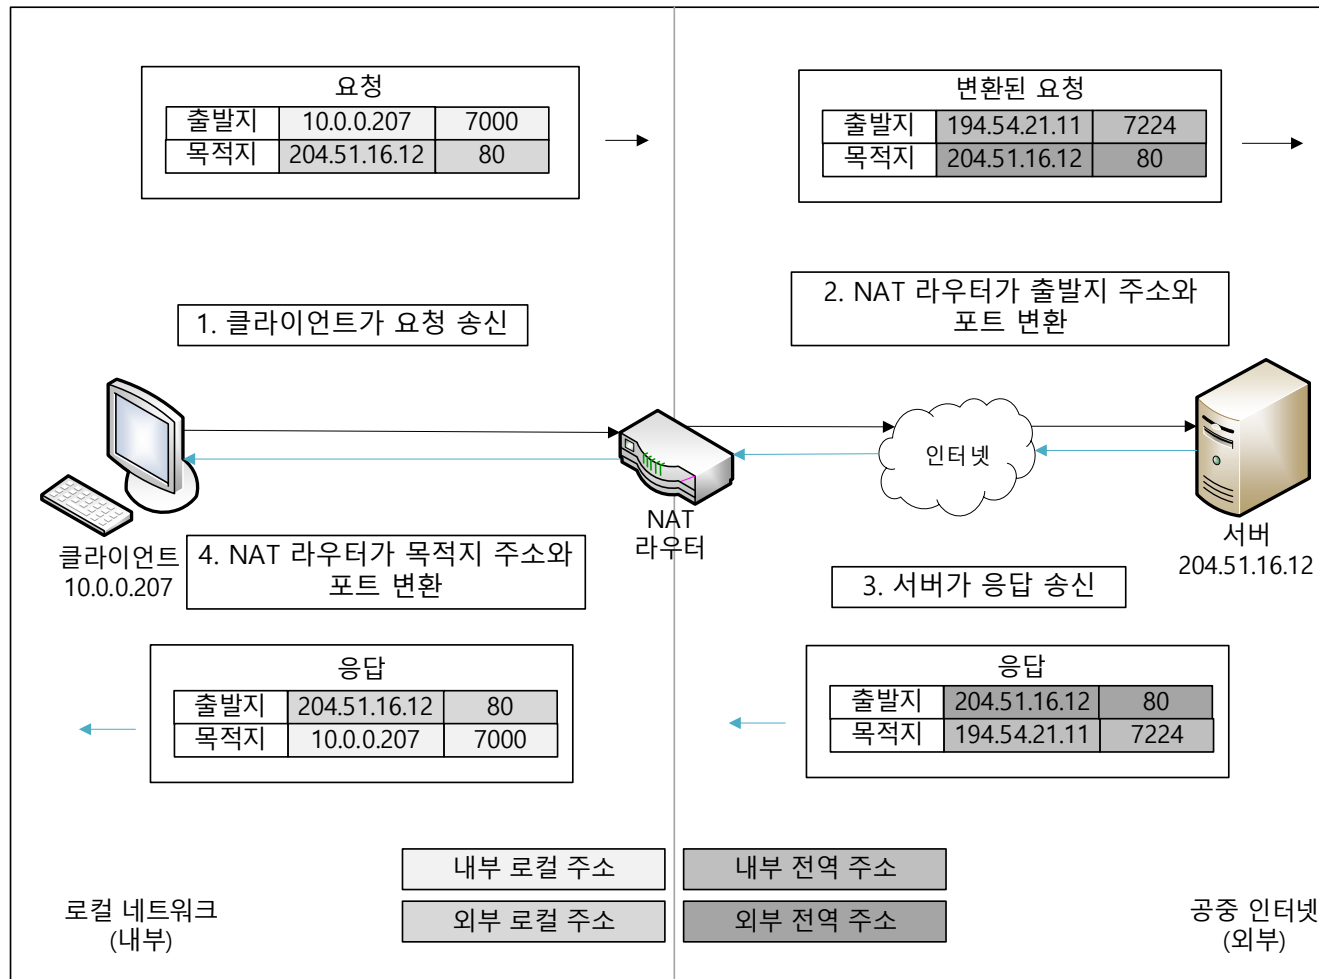 요청
출발지 10.0.0.207 7000
목적지 204.51.16.12 80
변환된 요청
출발지 194.54.21.11 7224
목적지 204.51.16.12 80
1. 클라이언트가 요청 송신
2. NAT 라우터가 출발지 주소와
포트 변환
인터넷
클라이언트
10.0.0.207
NAT
라우터
서버
204.51.16.12
4. NAT 라우터가 목적지 주소와
포트 변환
3. 서버가 응답 송신
응답
출발지 204.51.16.12 80
목적지 10.0.0.207 7000
응답
출발지 204.51.16.12 80
목적지 194.54.21.11 7224
내부 로컬 주소
내부 전역 주소
외부 로컬 주소
외부 전역 주소
로컬 네트워크
(내부)
공중 인터넷
(외부)